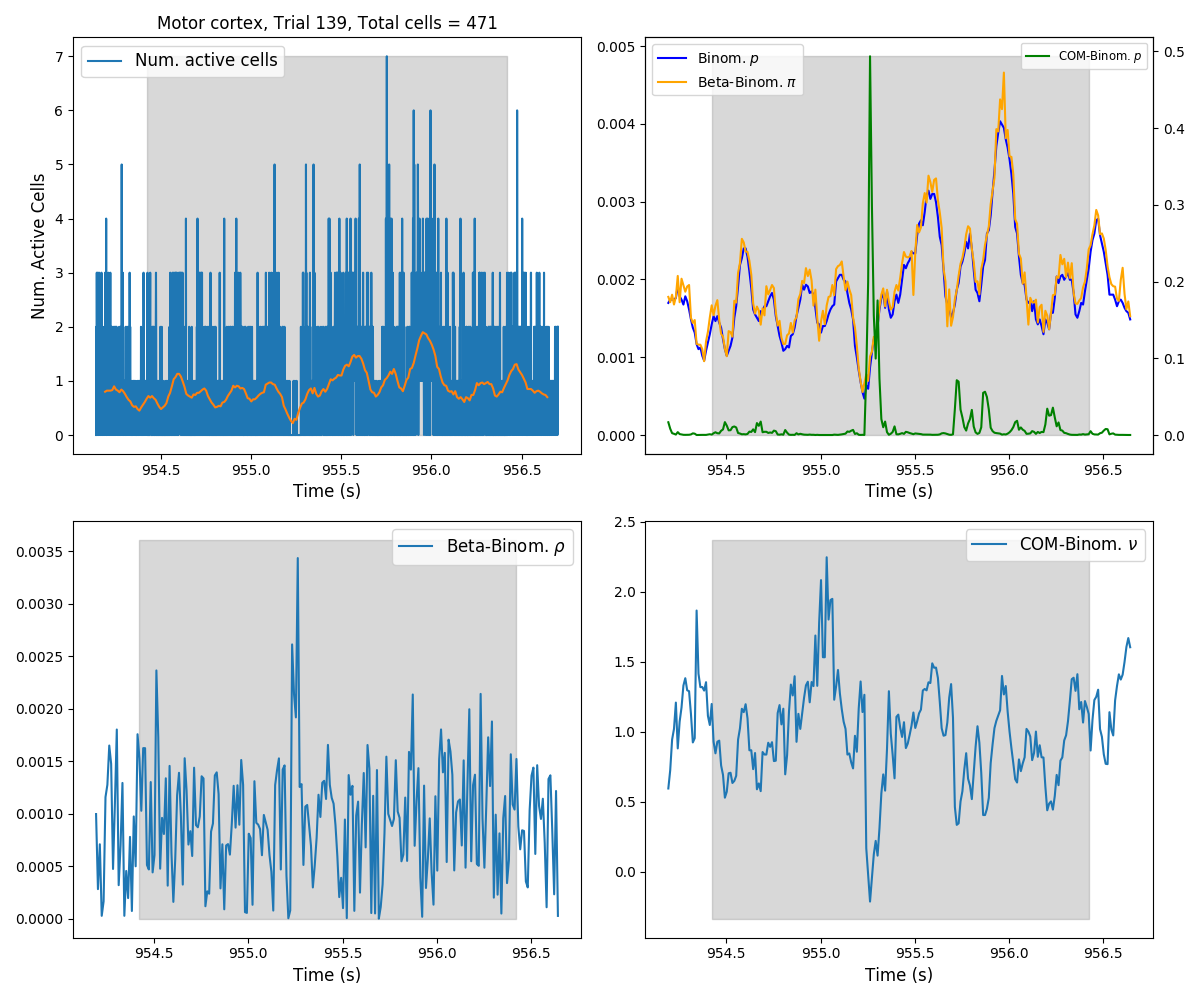 Motor cortex, Trial 139, Total cells = 471
Num. active cells
Num. Active Cells
7
6
5
4
3
2
1
0
954.5 955.0 955.5 956.0 956.5
Time (s)
Binom. p
Beta-Binom. π
COM-Binom. p
0.005
0.004
0.003
0.002
0.001
0.000
0.5
0.4
0.3
0.2
0.1
0.0
954.5 955.0 955.5 956.0 956.5
Time (s)
Beta-Binom. ρ
0.0035
0.0030
0.0025
0.0020
0.0015
0.0010
0.0005
0.0000
954.5 955.0 955.5 956.0 956.5
Time (s)
COM-Binom. ν
2.5
2.0
1.5
1.0
0.5
0.0
954.5 955.0 955.5 956.0 956.5
Time (s)